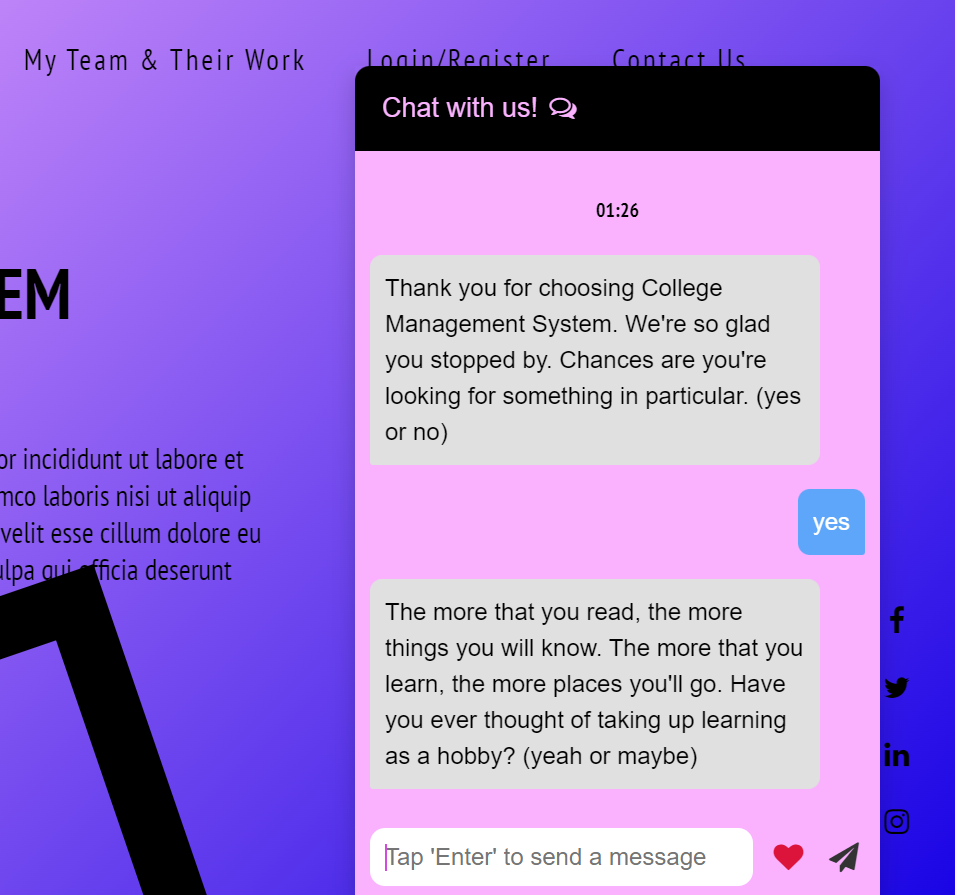 My Team & Their Work Login/Register Contact Us
Chat with us!
01:26
EM
Thank you for choosing College
Management System. We're so glad
you stopped by. Chances are you're
looking for something in particular. (yes
or no)
or incididunt ut labore et
mco laboris nisi ut aliquip
velit esse cillum dolore eu
ulpa qui officia deserunt
yes
The more that you read, the more
things you will know. The more that you
learn, the more places you'll go. Have
you ever thought of taking up learning
as a hobby? (yeah or maybe)
Tap 'Enter' to send a message